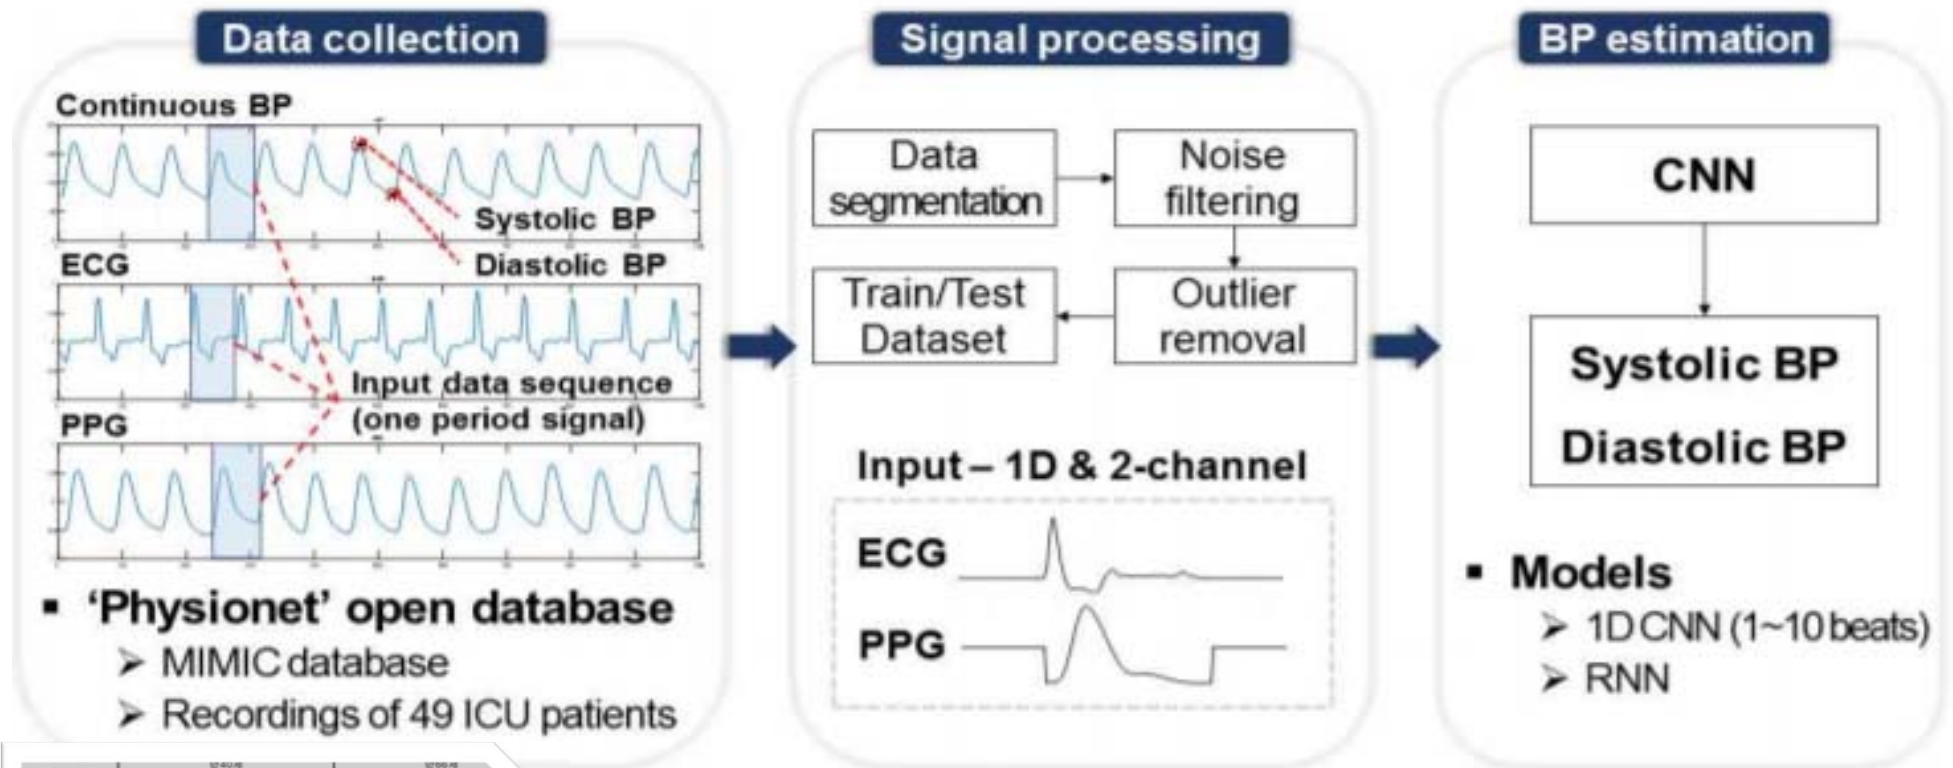 Data collection
Continuous BP
Systolic BP
Diastolic BP
ECG
Input data sequence
(one period signal)
PPG
▪ ‘Physionet’ open database
➢ MIMIC database
➢ Recordings of 49 ICU patients
Signal processing
Data
segmentation
Noise
filtering
Train/Test
Dataset
Outlier
removal
Input – 1D & 2-channel
ECG
PPG
BP estimation
CNN
Systolic BP
Diastolic BP
▪ Models
➢ 1D CNN (1~10 beats)
➢ RNN